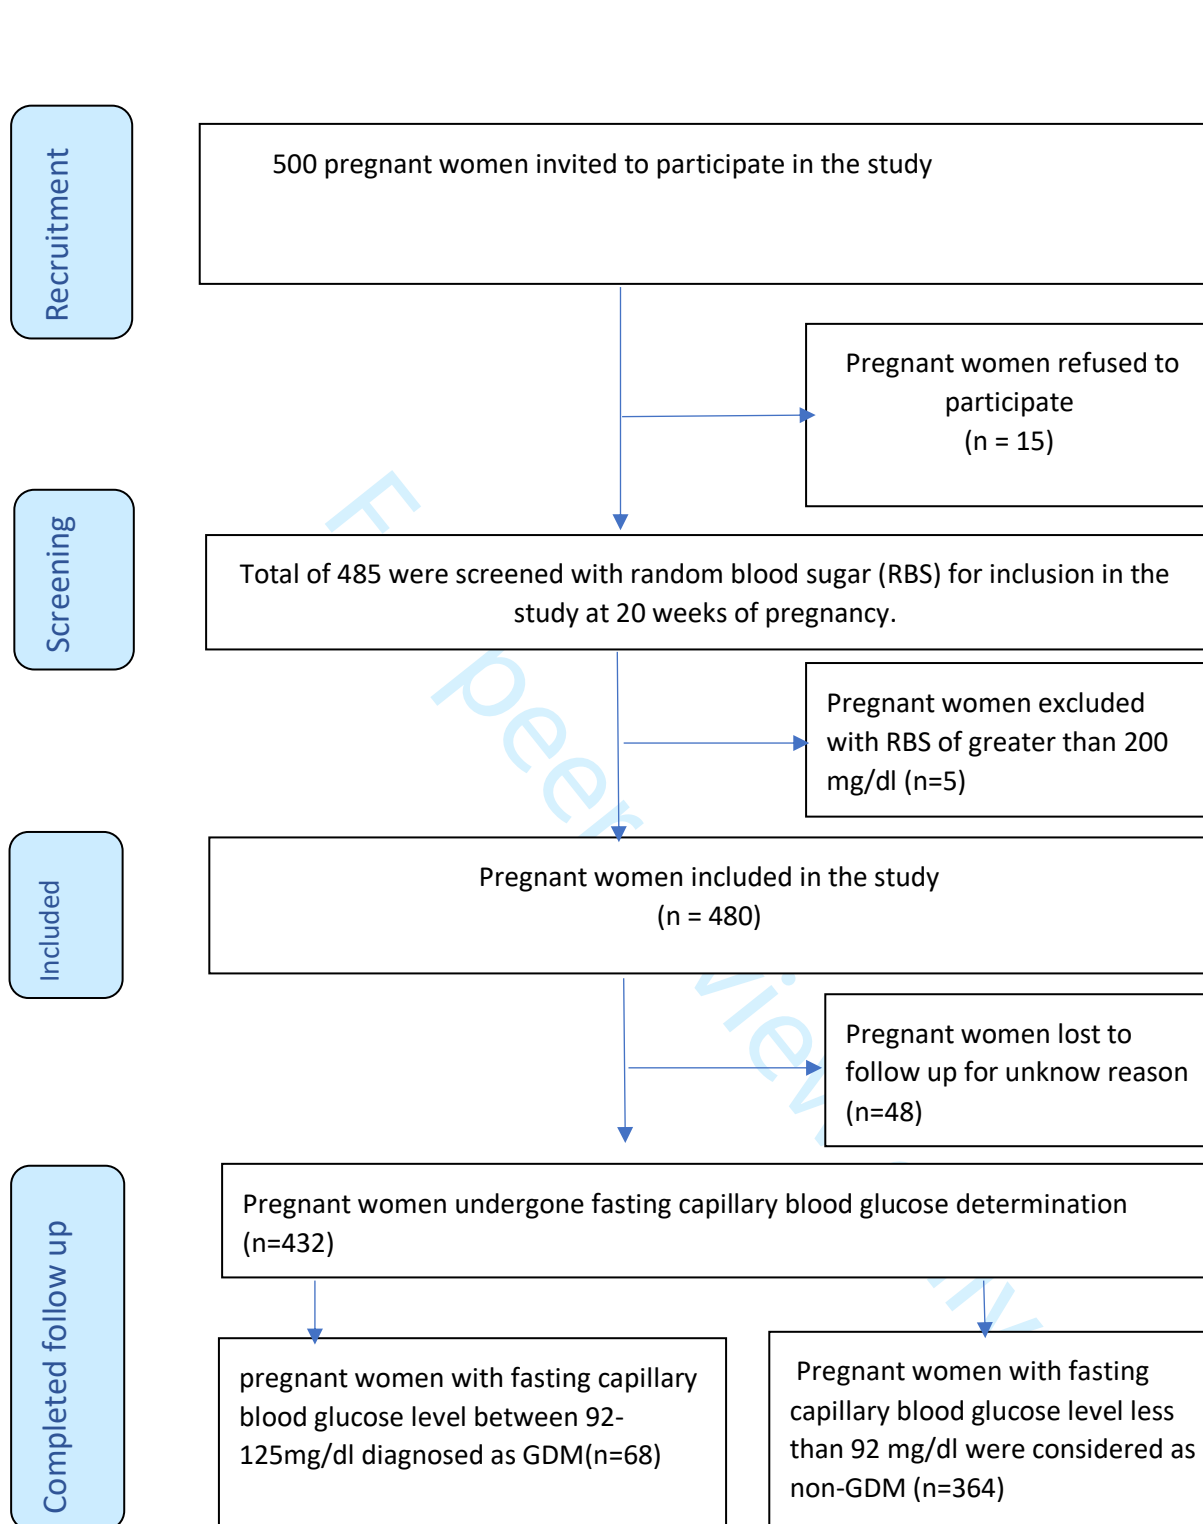 Recruitment
500 pregnant women invited to participate in the study
Pregnant women refused to
participate
(n = 15)
Screening
Total of 485 were screened with random blood sugar (RBS) for inclusion in the
study at 20 weeks of pregnancy.
Pregnant women excluded
with RBS of greater than 200
mg/dl (n=5)
Included
Pregnant women included in the study
(n = 480)
Pregnant women lost to
follow up for unknow reason
(n=48)
Completed follow up
Pregnant women undergone fasting capillary blood glucose determination
(n=432)
pregnant women with fasting capillary
blood glucose level between 92-
125mg/dl diagnosed as GDM(n=68)
Pregnant women with fasting
capillary blood glucose level less
than 92 mg/dl were considered as
non-GDM (n=364)
peer